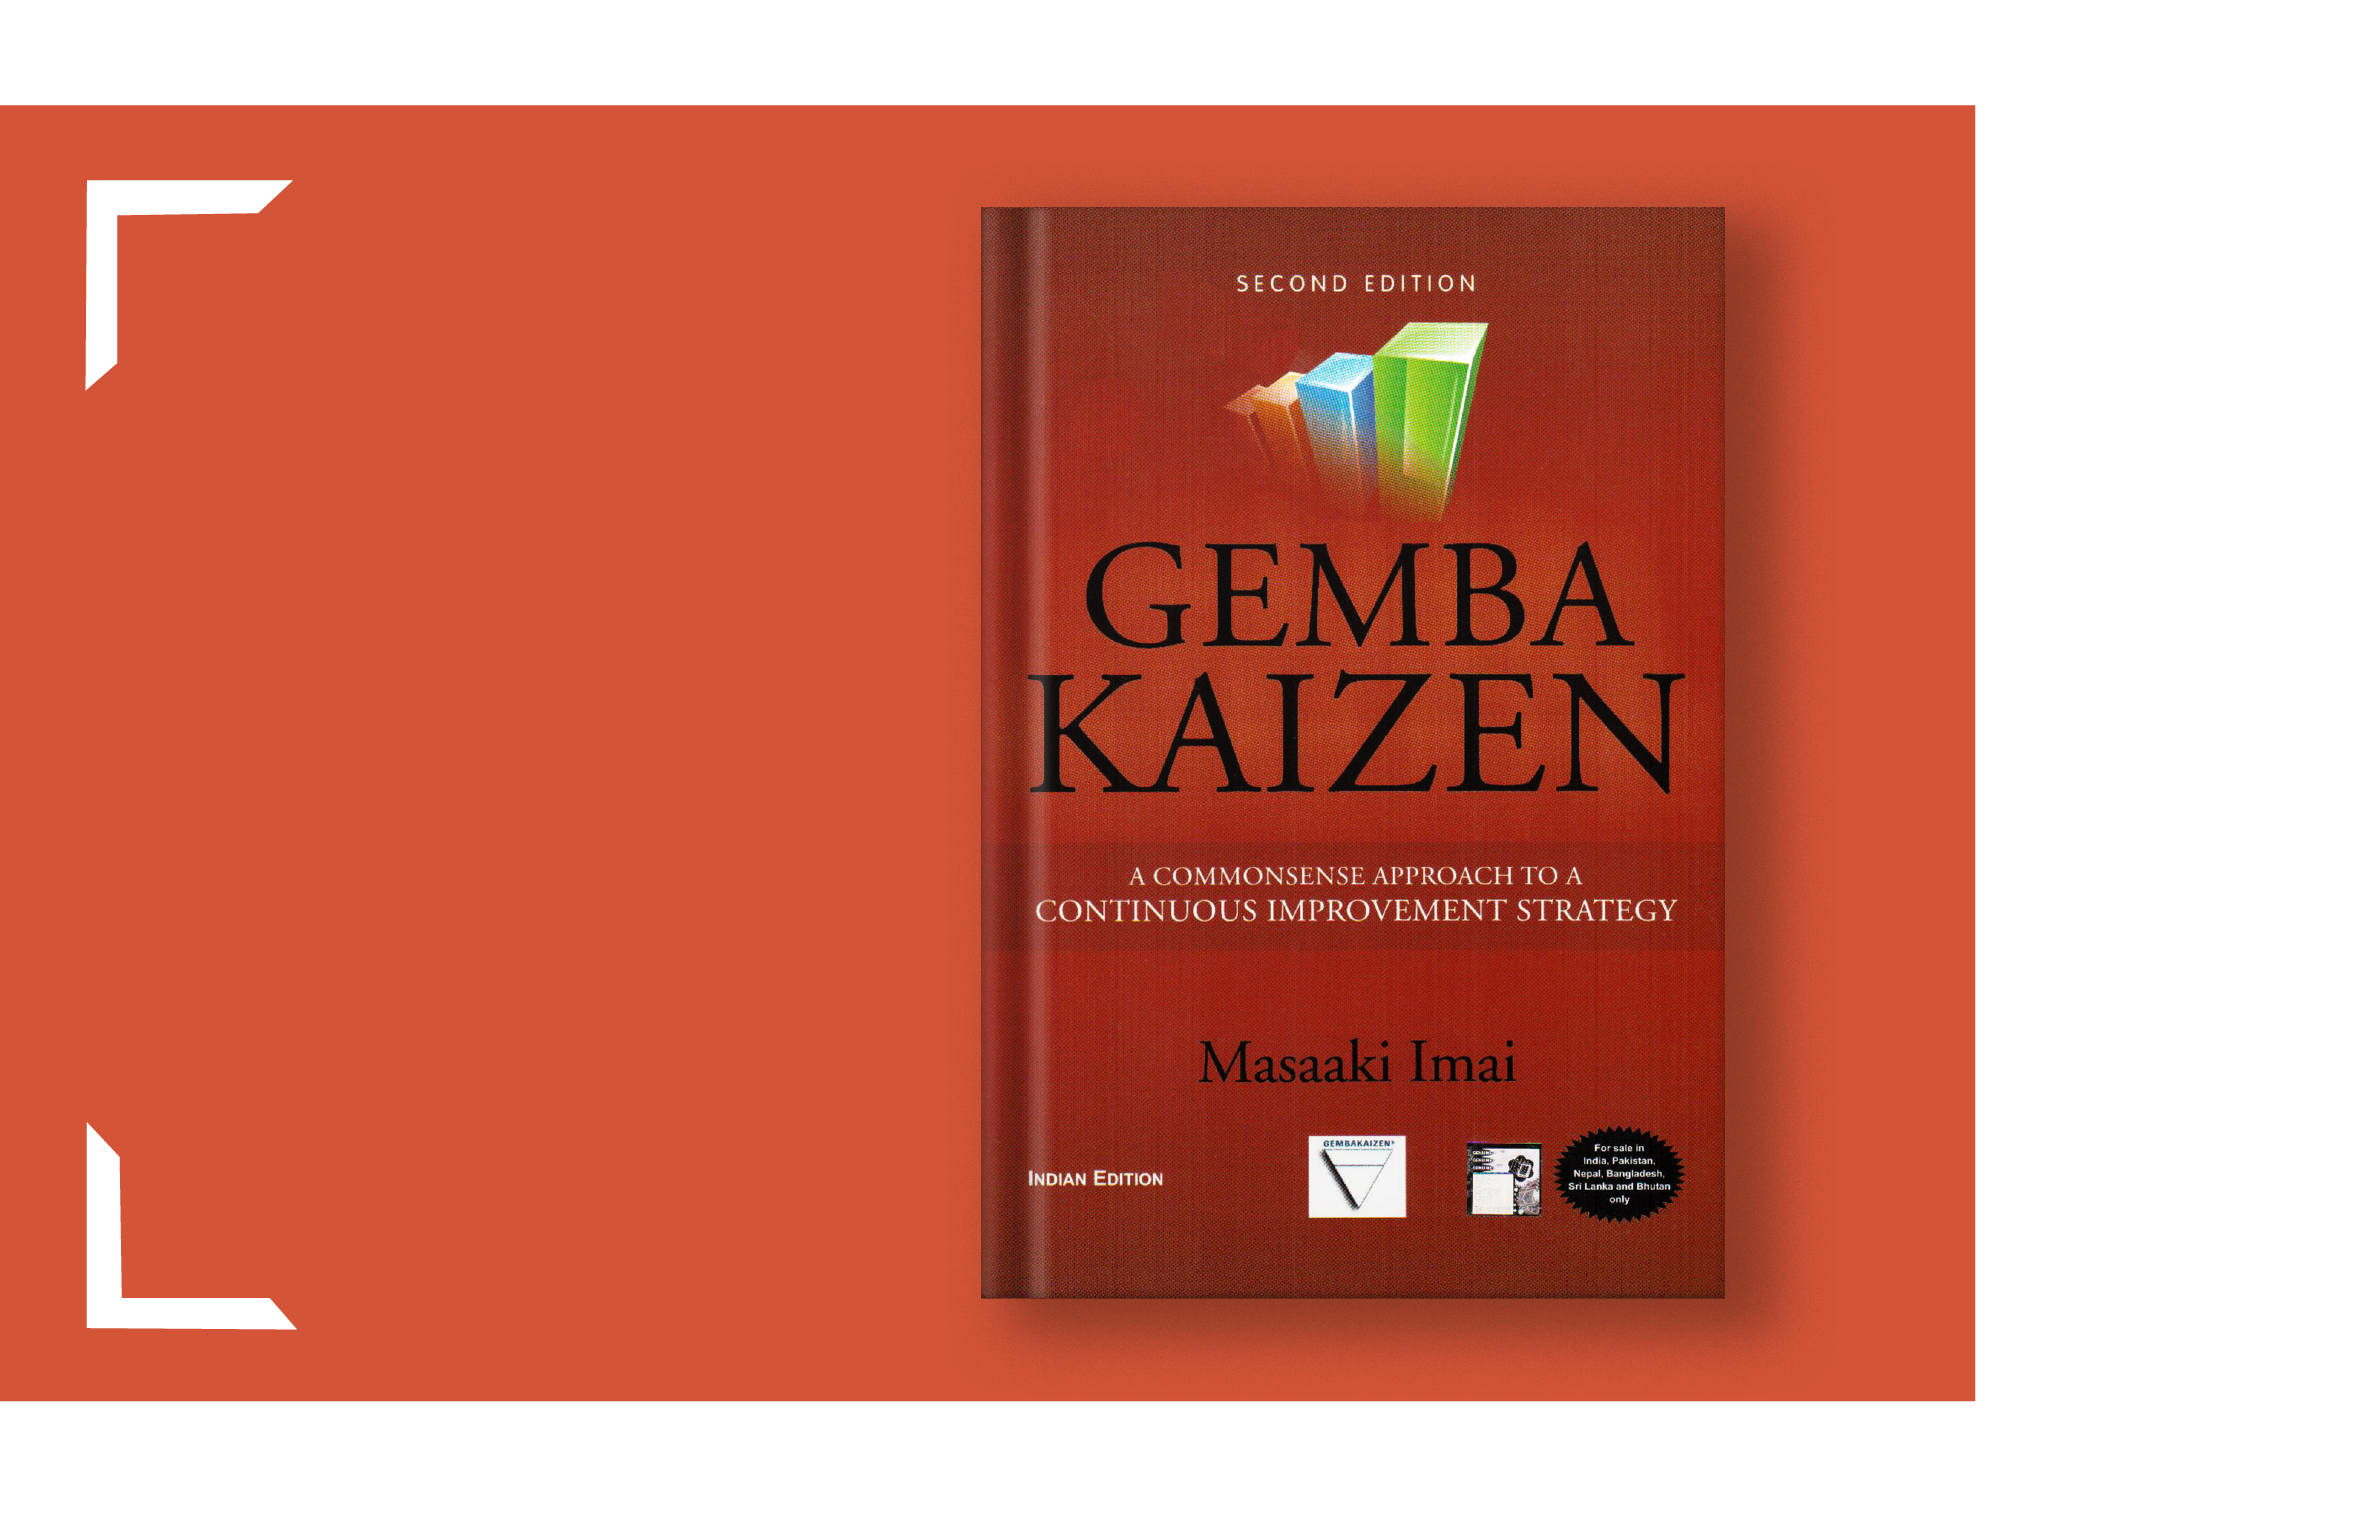 SECOND EDITION
GEMBA
KAIZEN
A COMMONSENSE APPROACH TO A
CONTINUOUS IMPROVEMENT STRATEGY
Masaaki Imai
INDIAN EDITION
GEMBAKAIZEN®
For sale in
India, Pakistan,
Nepal, Bangladesh,
Sri Lanka and Bhutan
only